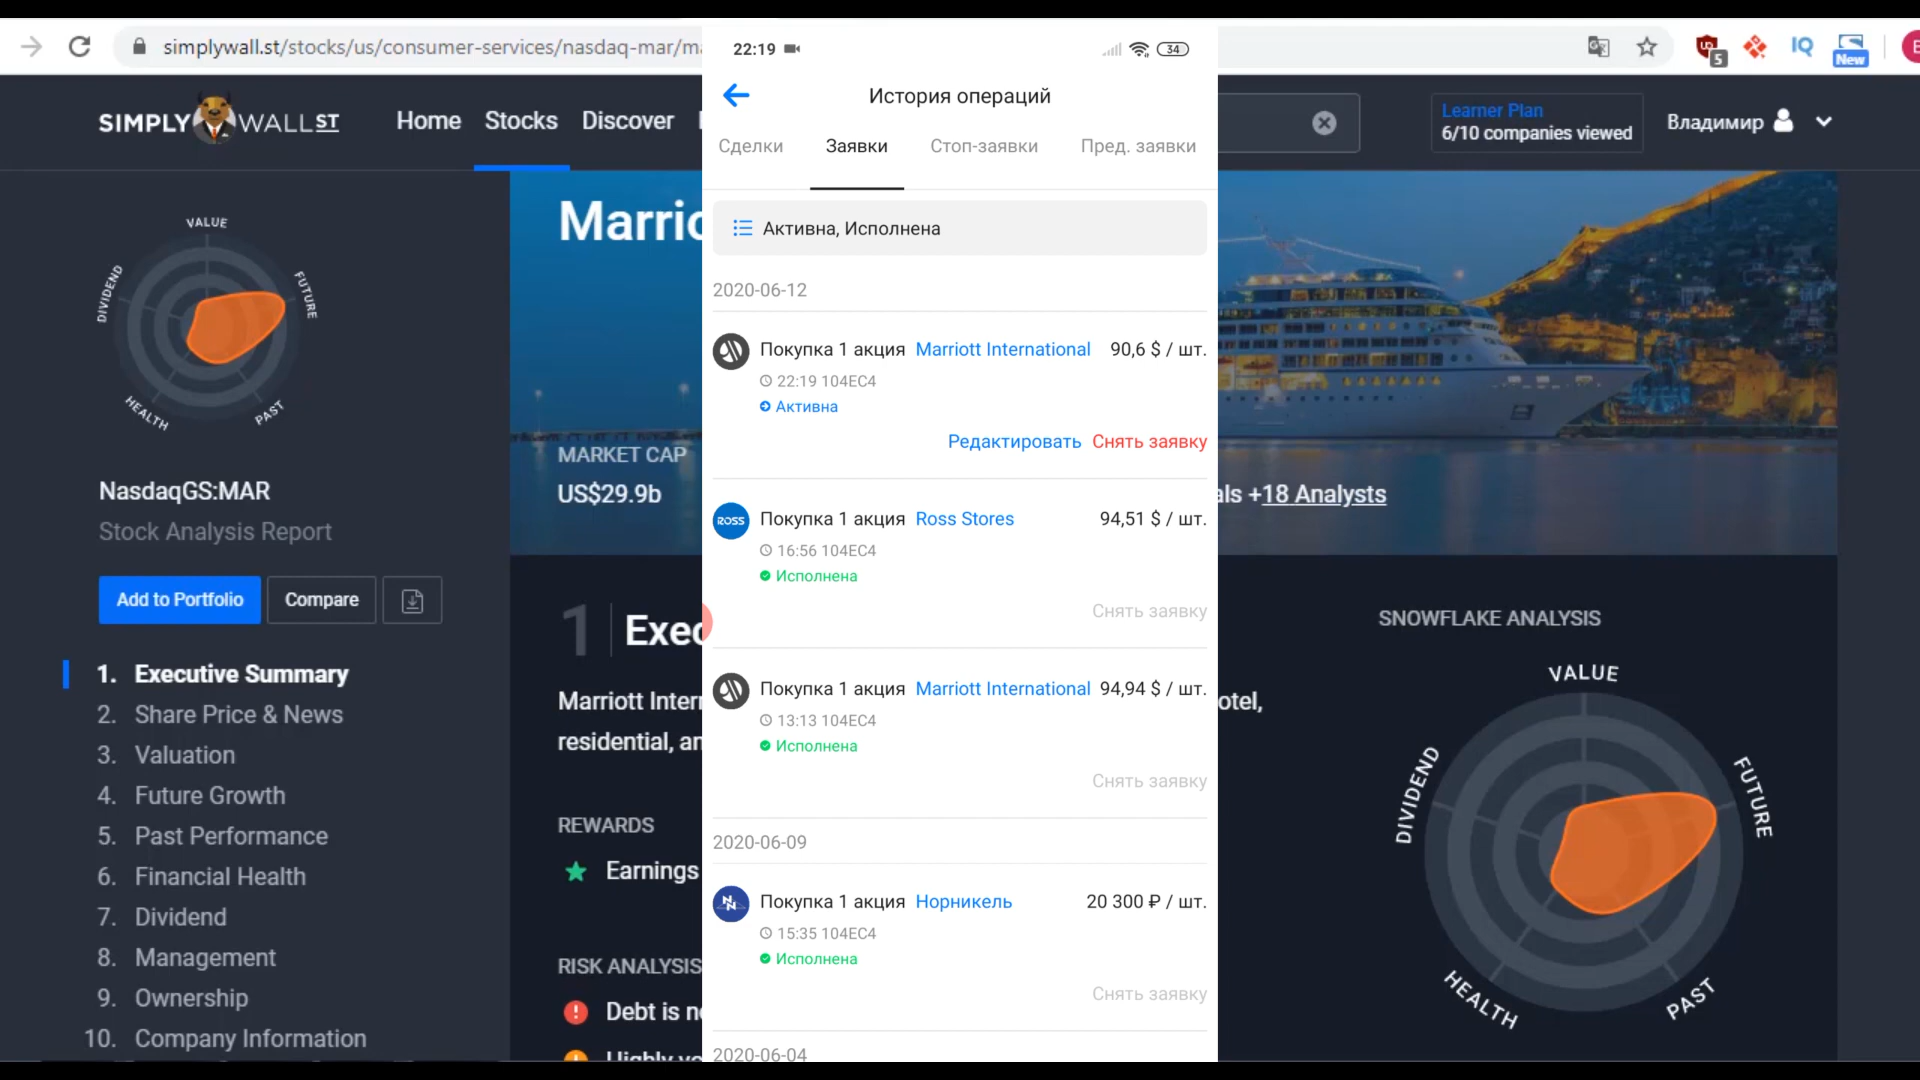 simplywall.st/stocks/us/consumer-services/nasdaq-mar/
5
IQ
New
SIMPLY WALLST
Home
Stocks
Discover
Learner Plan
6/10 companies viewed
Владимир
VALUE
FUTURE
PAST
HEALTH
DIVIDEND
NasdaqGS:MAR
Stock Analysis Report
Add to Portfolio
Compare
1. Executive Summary
2. Share Price & News
3. Valuation
4. Future Growth
5. Past Performance
6. Financial Health
7. Dividend
8. Management
9. Ownership
10. Company Information
MARKET CAP
US$29.9b
+18 Analysts
1
Marriott
residential,
REWARDS
Earnings
RISK ANALYSIS
Debt is
22:19
34
История операций
Сделки
Заявки
Стоп-заявки
Пред. заявки
Активна, Исполнена
2020-06-12
Покупка 1 акция Marriott International 90,6 $ / шт.
22:19 104EC4
Активна
Редактировать Снять заявку
ROSS
Покупка 1 акция Ross Stores 94,51 $ / шт.
16:56 104EC4
Исполнена
Снять заявку
Покупка 1 акция Marriott International 94,94 $ / шт.
13:13 104EC4
Исполнена
Снять заявку
2020-06-09
Покупка 1 акция Норникель 20 300 ₽ / шт.
15:35 104EC4
Исполнена
Снять заявку
2020-06-04
SNOWFLAKE ANALYSIS
VALUE
FUTURE
PAST
HEALTH
DIVIDEND